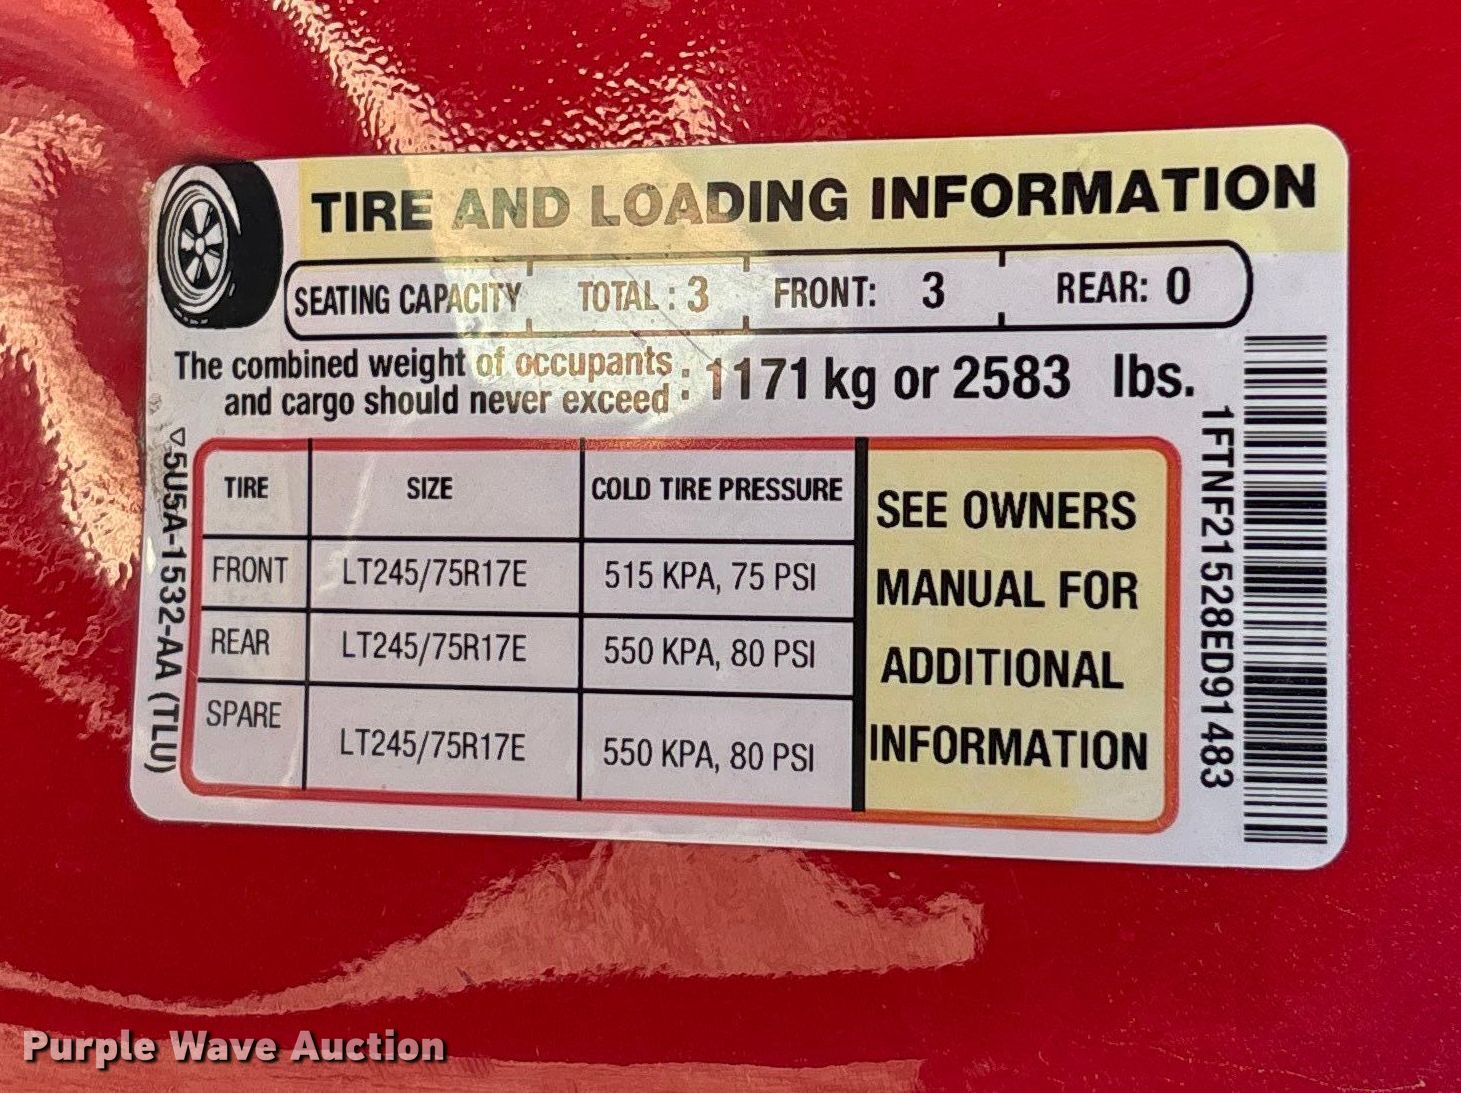 TIRE AND LOADING INFORMATION
SEATING CAPACITY TOTAL : 3 FRONT: 3 REAR: 0
The combined weight of occupants
and cargo should never exceed : 1171 kg or 2583 lbs.
TIRE SIZE COLD TIRE PRESSURE
FRONT LT245/75R17E 515 KPA, 75 PSI
REAR LT245/75R17E 550 KPA, 80 PSI
SPARE LT245/75R17E 550 KPA, 80 PSI
SEE OWNERS
MANUAL FOR
ADDITIONAL
INFORMATION
▽5U5A-1532-AA (TLU)
1FTNF21528ED91483
Purple Wave Auction